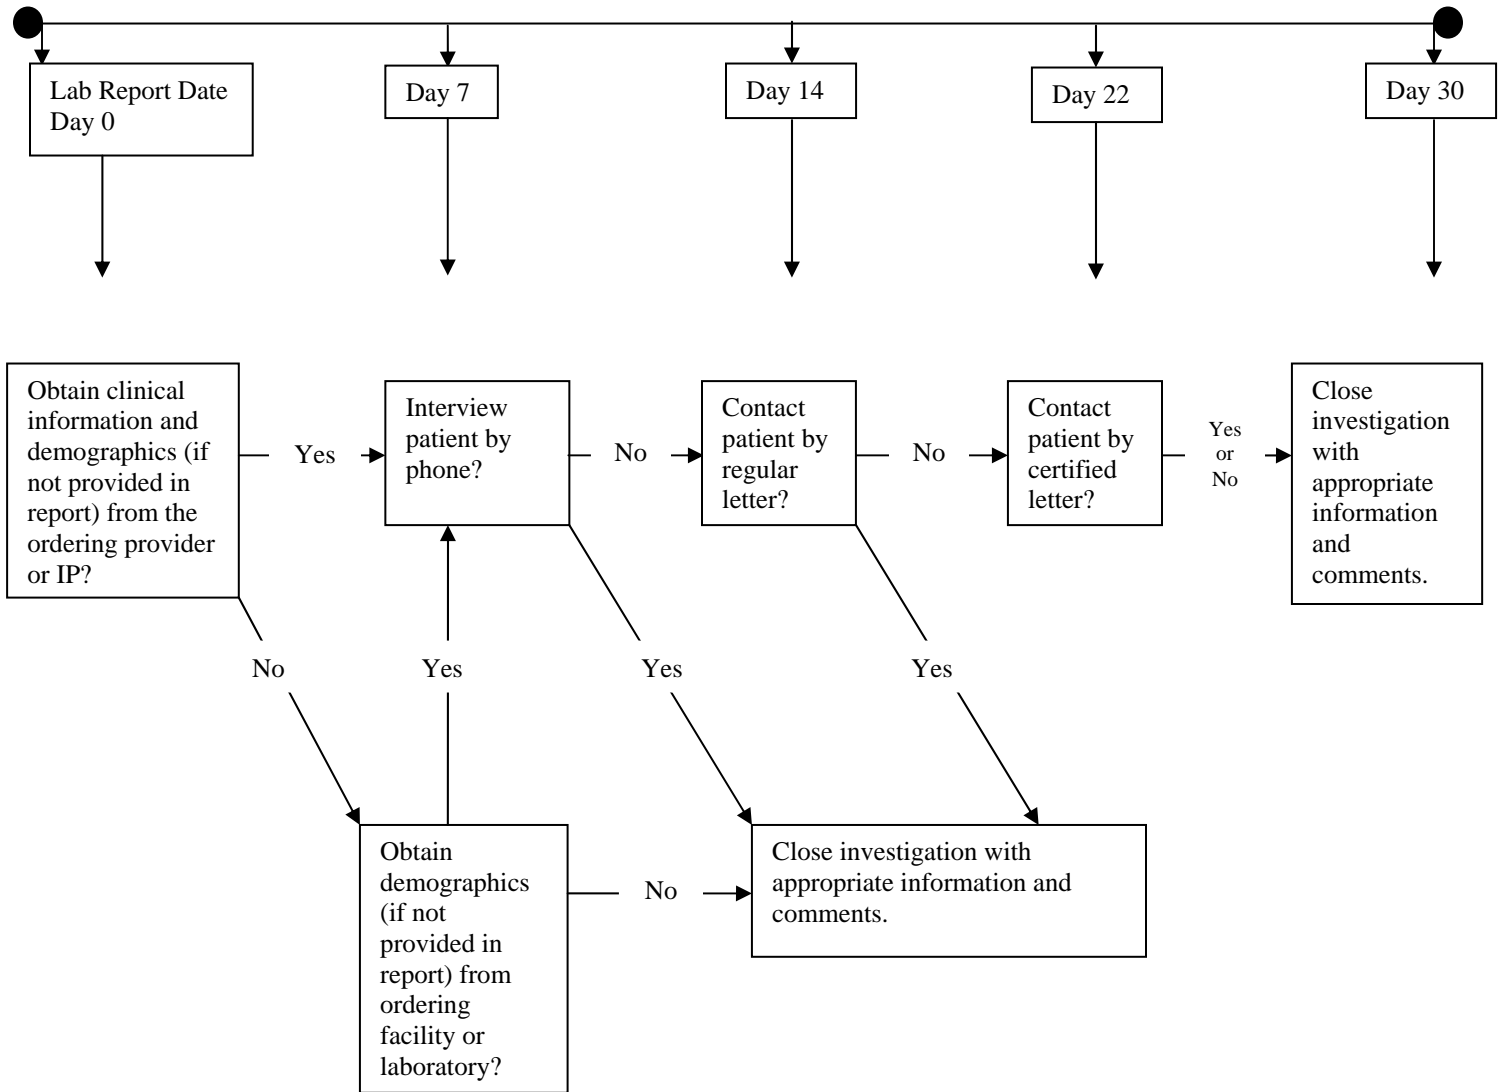 Lab Report Date
Day 0
Day 7
Day 14
Day 22
Day 30
Obtain clinical
information and
demographics (if
not provided in
report) from the
ordering provider
or IP?
Yes
Interview
patient by
phone?
No
Contact
patient by
regular
letter?
No
Contact
patient by
certified
letter?
Yes
or
No
Close
investigation
with
appropriate
information
and
comments.
No
Yes
Yes
Yes
Obtain
demographics
(if not
provided in
report) from
ordering
facility or
laboratory?
No
Close investigation with
appropriate information and
comments.